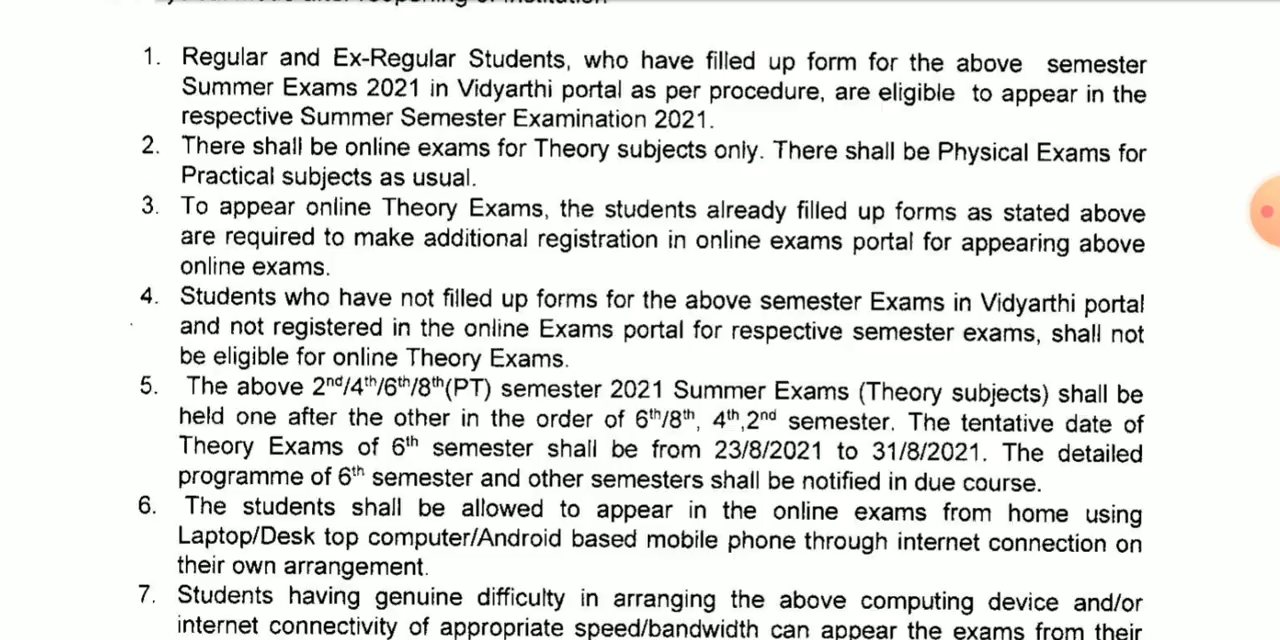 after reopening of institution
1. Regular and Ex-Regular Students, who have filled up form for the above semester
Summer Exams 2021 in Vidyarthi portal as per procedure, are eligible to appear in the
respective Summer Semester Examination 2021.
2. There shall be online exams for Theory subjects only. There shall be Physical Exams for
Practical subjects as usual.
3. To appear online Theory Exams, the students already filled up forms as stated above
are required to make additional registration in online exams portal for appearing above
online exams.
4. Students who have not filled up forms for the above semester Exams in Vidyarthi portal
and not registered in the online Exams portal for respective semester exams, shall not
be eligible for online Theory Exams.
5. The above 2nd/4th/6th/8th(PT) semester 2021 Summer Exams (Theory subjects) shall be
held one after the other in the order of 6th/8th, 4th,2nd semester. The tentative date of
Theory Exams of 6th semester shall be from 23/8/2021 to 31/8/2021. The detailed
programme of 6th semester and other semesters shall be notified in due course.
6. The students shall be allowed to appear in the online exams from home using
Laptop/Desk top computer/Android based mobile phone through internet connection on
their own arrangement.
7. Students having genuine difficulty in arranging the above computing device and/or
internet connectivity of appropriate speed/bandwidth can appear the exams from their